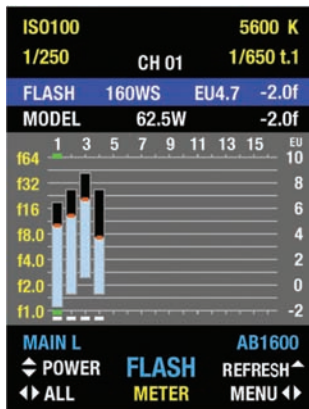 ISO100 5600 K
1/250 CH 01 1/650 t.1
FLASH 160WS EU4.7 -2.0f
MODEL 62.5W -2.0f
1 3 5 7 9 11 13 15 EU
f64 10
f32 8
f16 6
f8.0 4
f4.0 2
f2.0 0
f1.0 -2
MAIN L AB1600
POWER FLASH REFRESH
ALL METER MENU